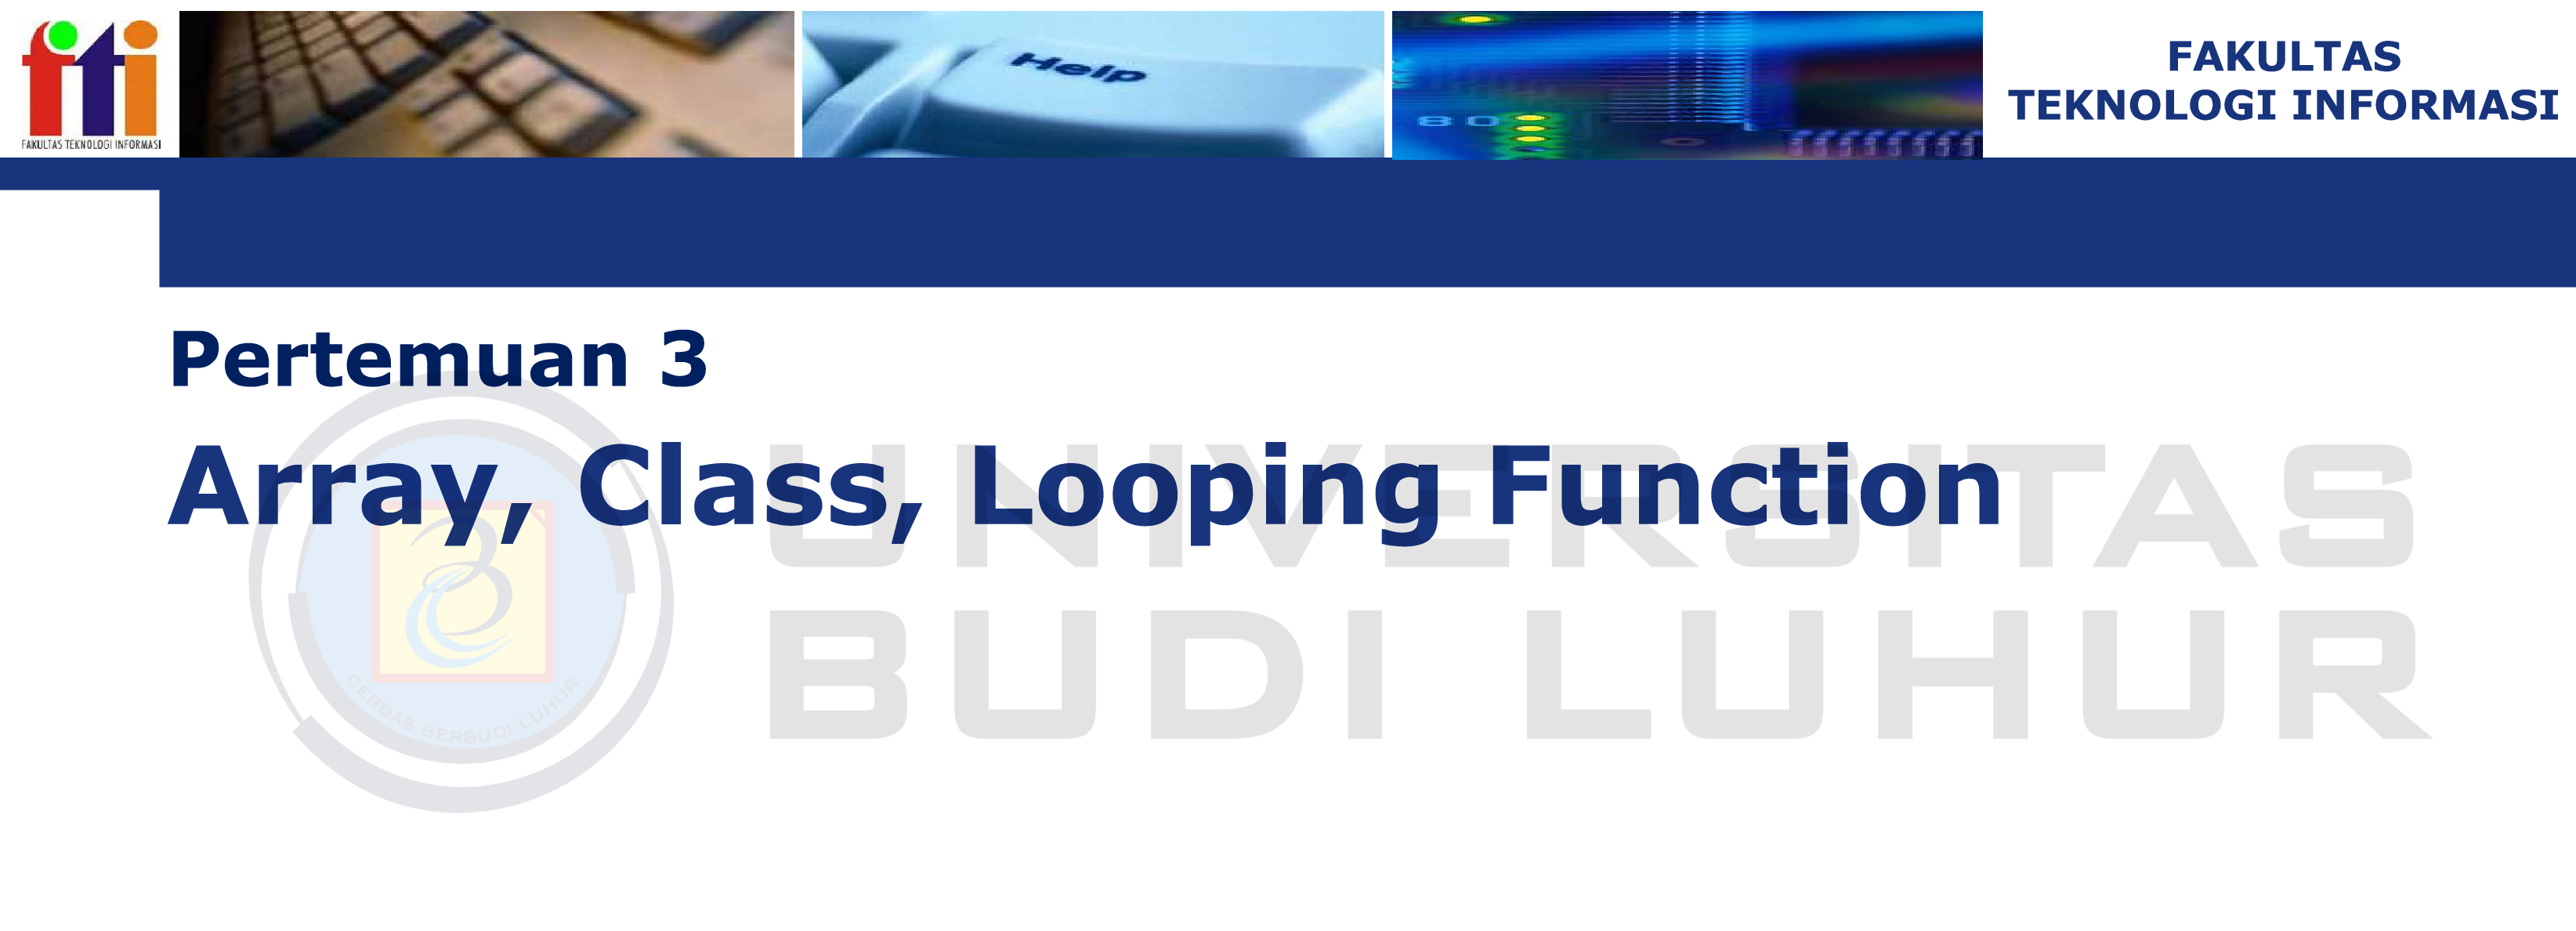 fti
FAKULTAS TEKNOLOGI INFORMASI
Help
80
FAKULTAS
TEKNOLOGI INFORMASI
Pertemuan 3
Array, Class, Looping Function
UNIVERSITAS
BUDI LUHUR
CERDAS BERBUDI LUHUR